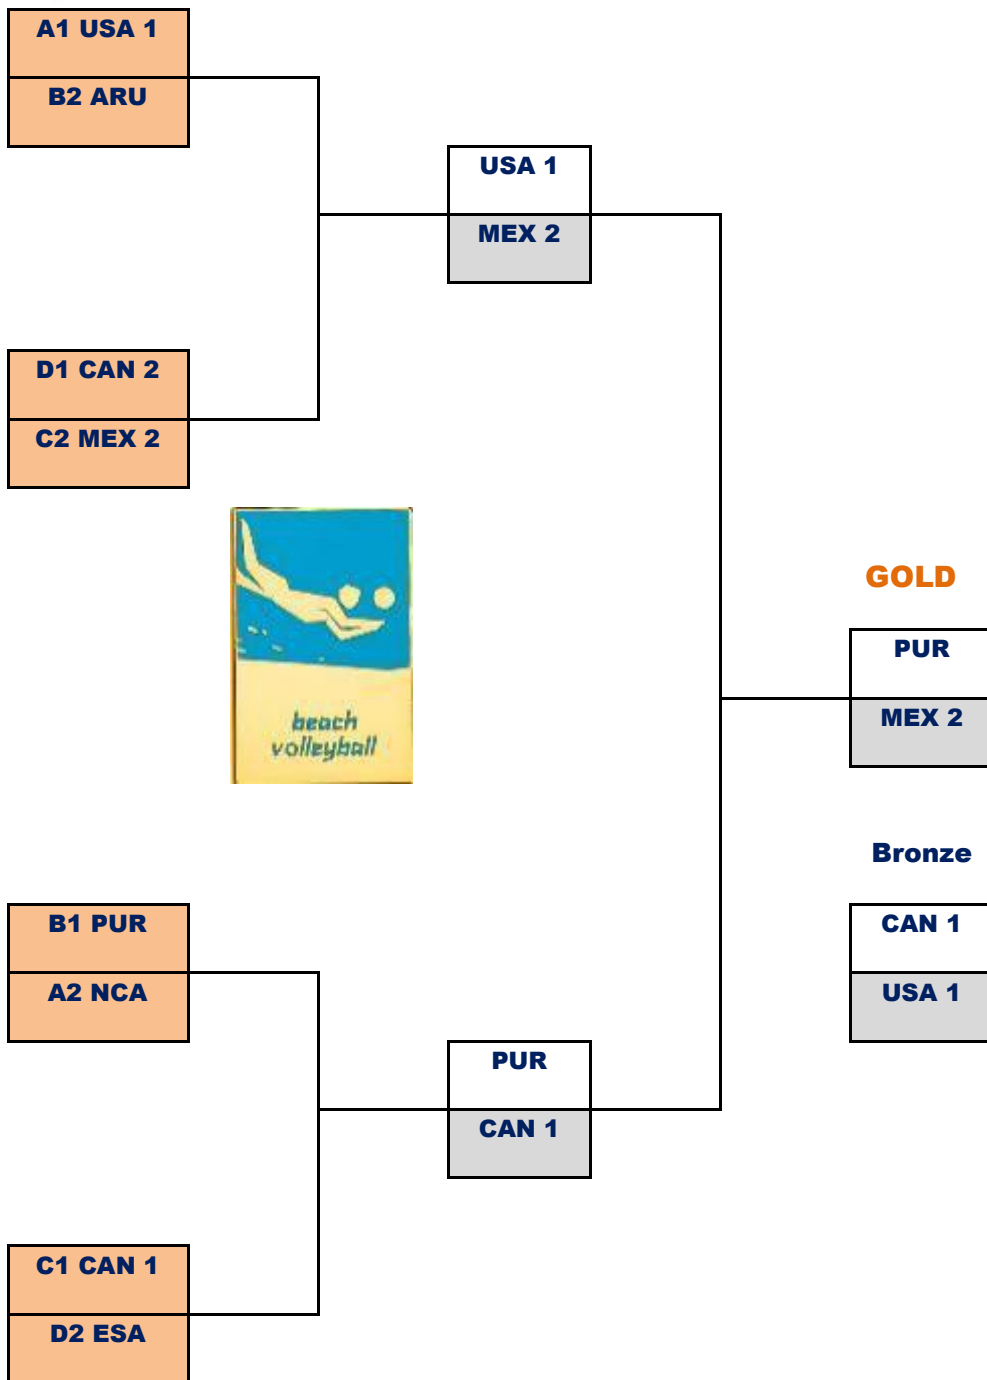 A1 USA 1
B2 ARU
USA 1
MEX 2
D1 CAN 2
C2 MEX 2
beach
volleyball
GOLD
PUR
MEX 2
Bronze
CAN 1
USA 1
B1 PUR
A2 NCA
PUR
CAN 1
C1 CAN 1
D2 ESA